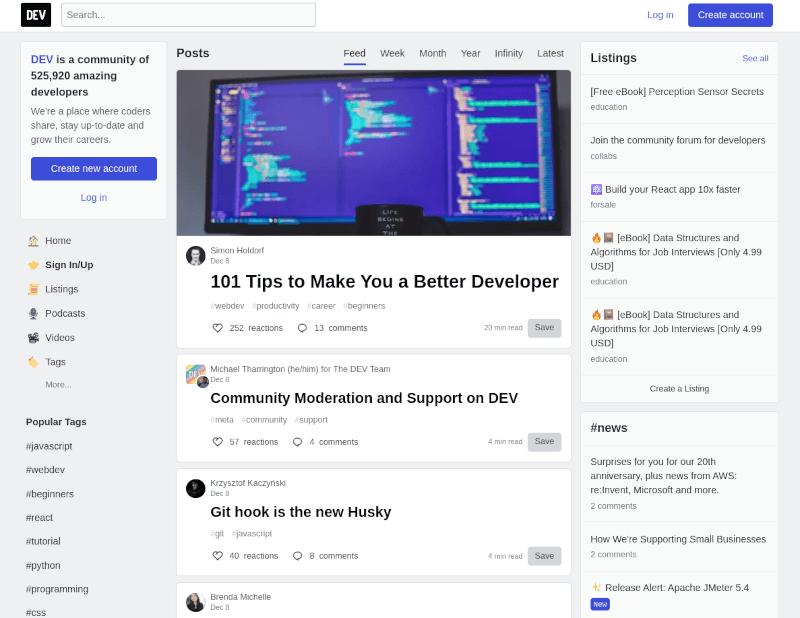 DEV
Search...
Log in
Create account
DEV is a community of
525,920 amazing
developers
We're a place where coders
share, stay up-to-date and
grow their careers.
Create new account
Log in
Home
Sign In/Up
Listings
Podcasts
Videos
Tags
More...
Popular Tags
#javascript
#webdev
#beginners
#react
#tutorial
#python
#programming
#css
Posts
Feed Week Month Year Infinity Latest
LIFE
BEGINS
AT THE
Simon Holdorf
Dec 8
101 Tips to Make You a Better Developer
#webdev #productivity #career #beginners
252 reactions 13 comments 20 min read Save
DEV
Michael Tharrington (he/him) for The DEV Team
Dec 8
Community Moderation and Support on DEV
#meta #community #support
57 reactions 4 comments 4 min read Save
Krzysztof Kaczyński
Dec 8
Git hook is the new Husky
#git #javascript
40 reactions 8 comments 4 min read Save
Brenda Michelle
Dec 8
Listings
See all
[Free eBook] Perception Sensor Secrets
education
Join the community forum for developers
collabs
Build your React app 10x faster
forsale
🔥📔 [eBook] Data Structures and
Algorithms for Job Interviews [Only 4.99
USD]
education
🔥📔 [eBook] Data Structures and
Algorithms for Job Interviews [Only 4.99
USD]
education
Create a Listing
#news
Surprises for you for our 20th
anniversary, plus news from AWS:
re:Invent, Microsoft and more.
2 comments
How We're Supporting Small Businesses
2 comments
✨ Release Alert: Apache JMeter 5.4
New